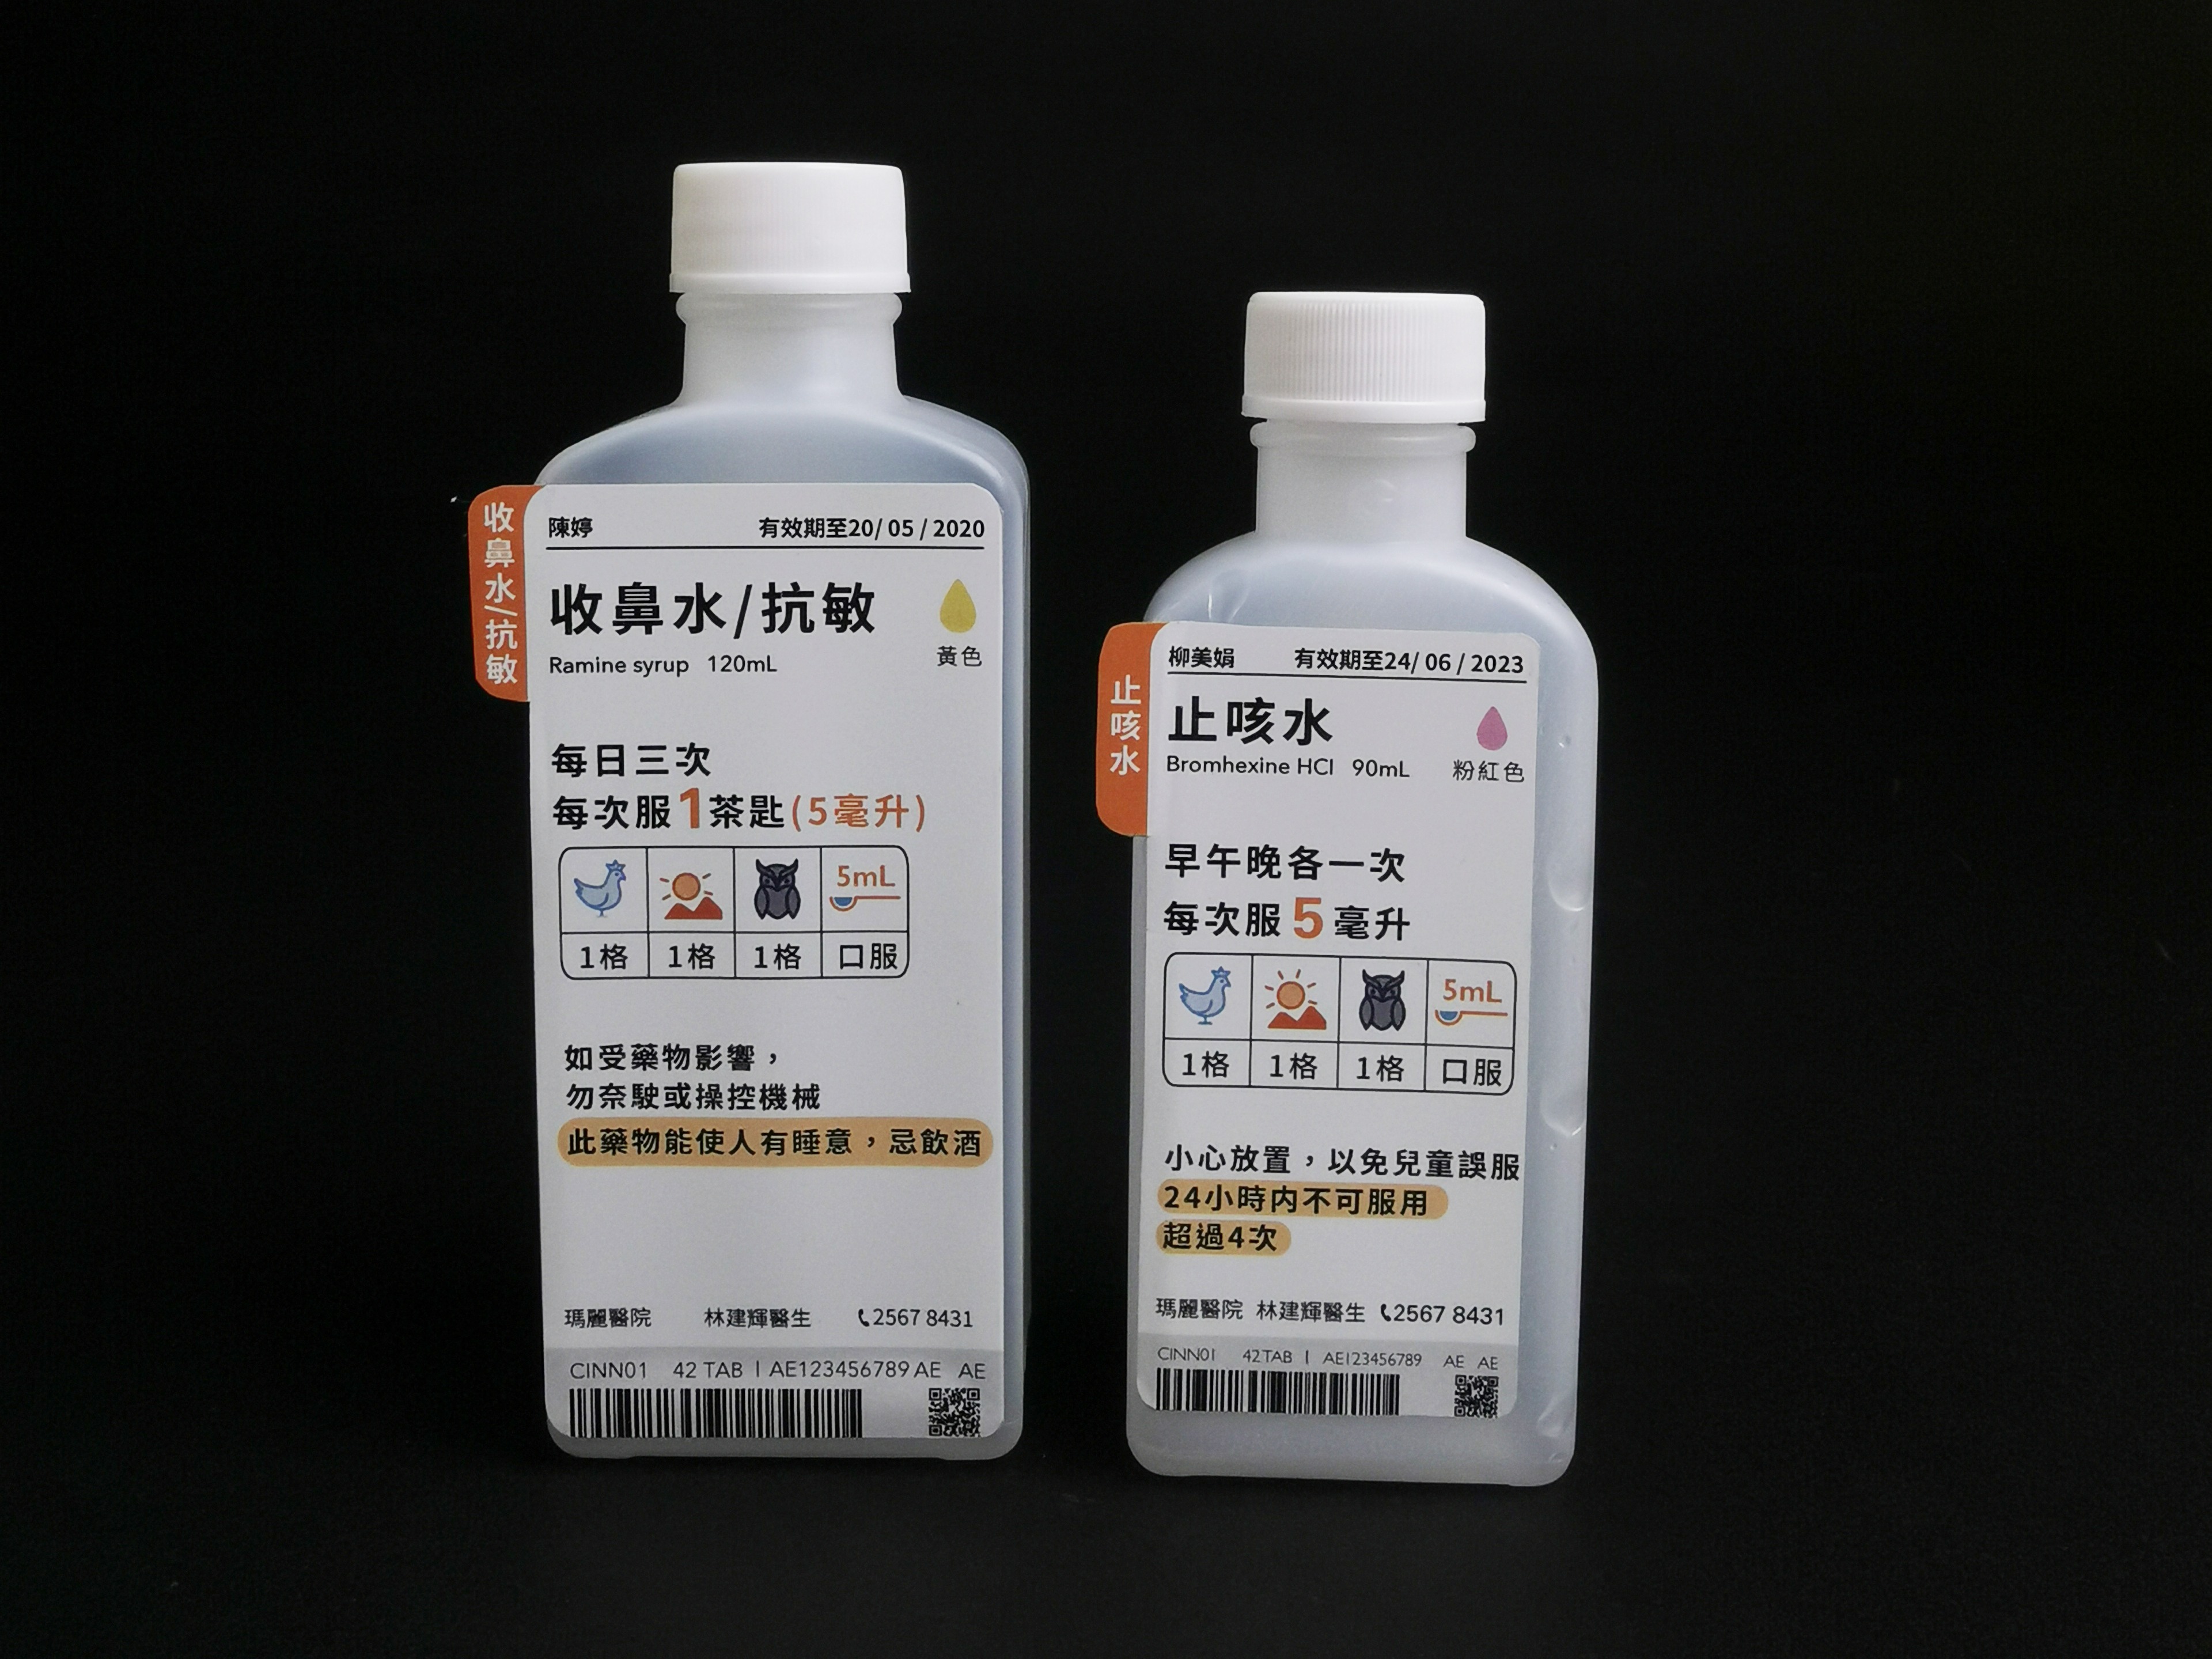 收鼻水/抗敏
陳婷 有效期至20/ 05 / 2020
收鼻水/抗敏
黃色
Ramine syrup 120mL
每日三次
每次服1茶匙(5毫升)
5mL
1格 1格 1格 口服
如受藥物影響，
勿奈駛或操控機械
此藥物能使人有睡意，忌飲酒
瑪麗醫院 林建輝醫生 2567 8431
CINN01 42 TAB | AE123456789 AE AE
止咳水
柳美娟 有效期至24/ 06 / 2023
止咳水
Bromhexine HCl 90mL 粉紅色
早午晚各一次
每次服5毫升
5mL
1格 1格 1格 口服
小心放置，以免兒童誤服
24小時內不可服用
超過4次
瑪麗醫院 林建輝醫生 2567 8431
CINN01 42TAB | AE123456789 AE AE